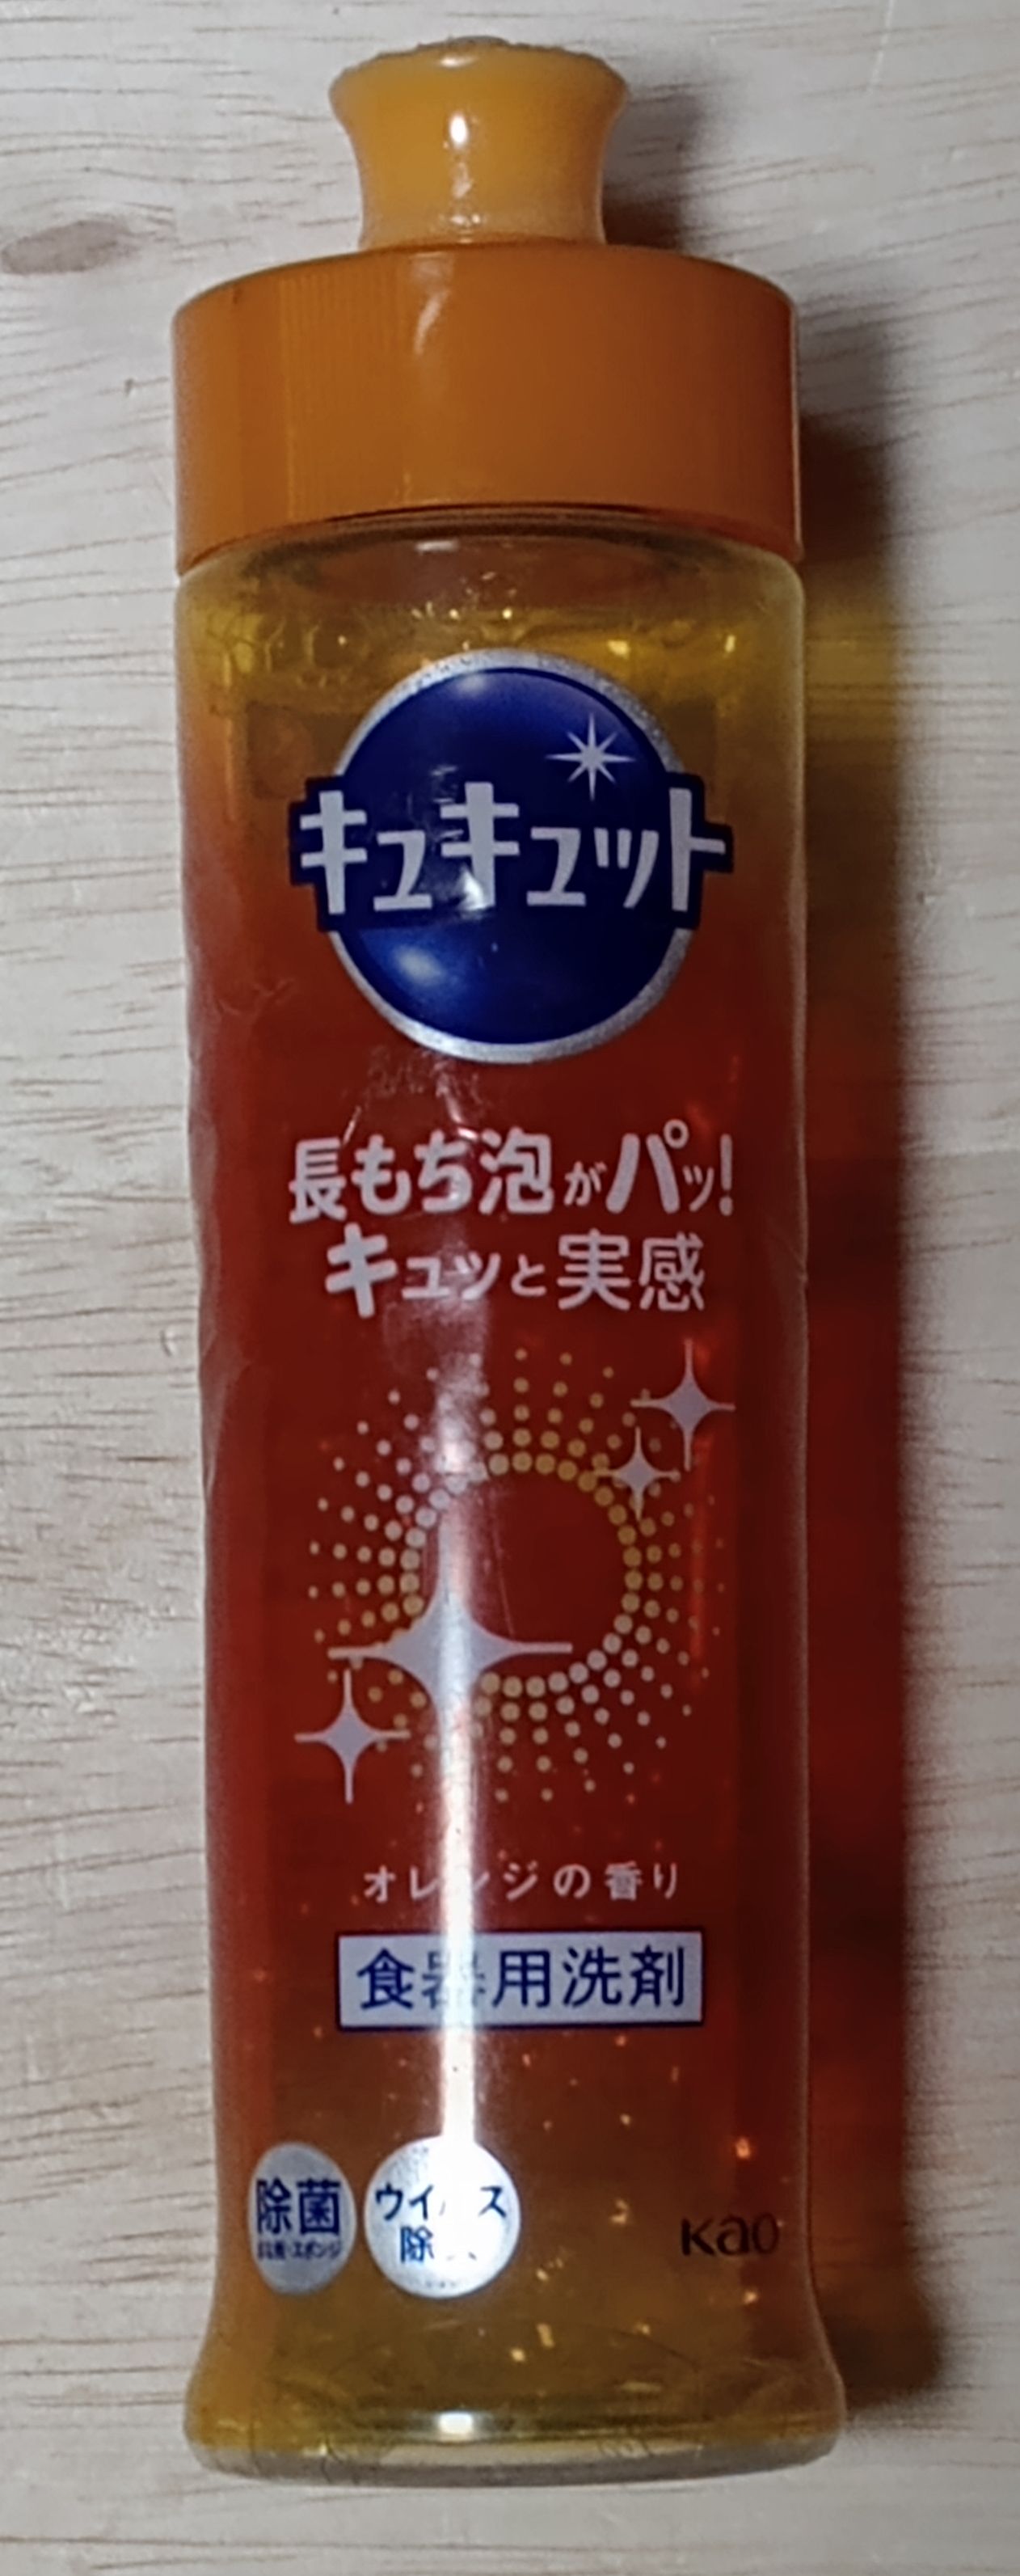 キュキュット
長もち泡がパッ!
キュッと実感
オレンジの香り
食器用洗剤
除菌
ウイルス
除
Kao